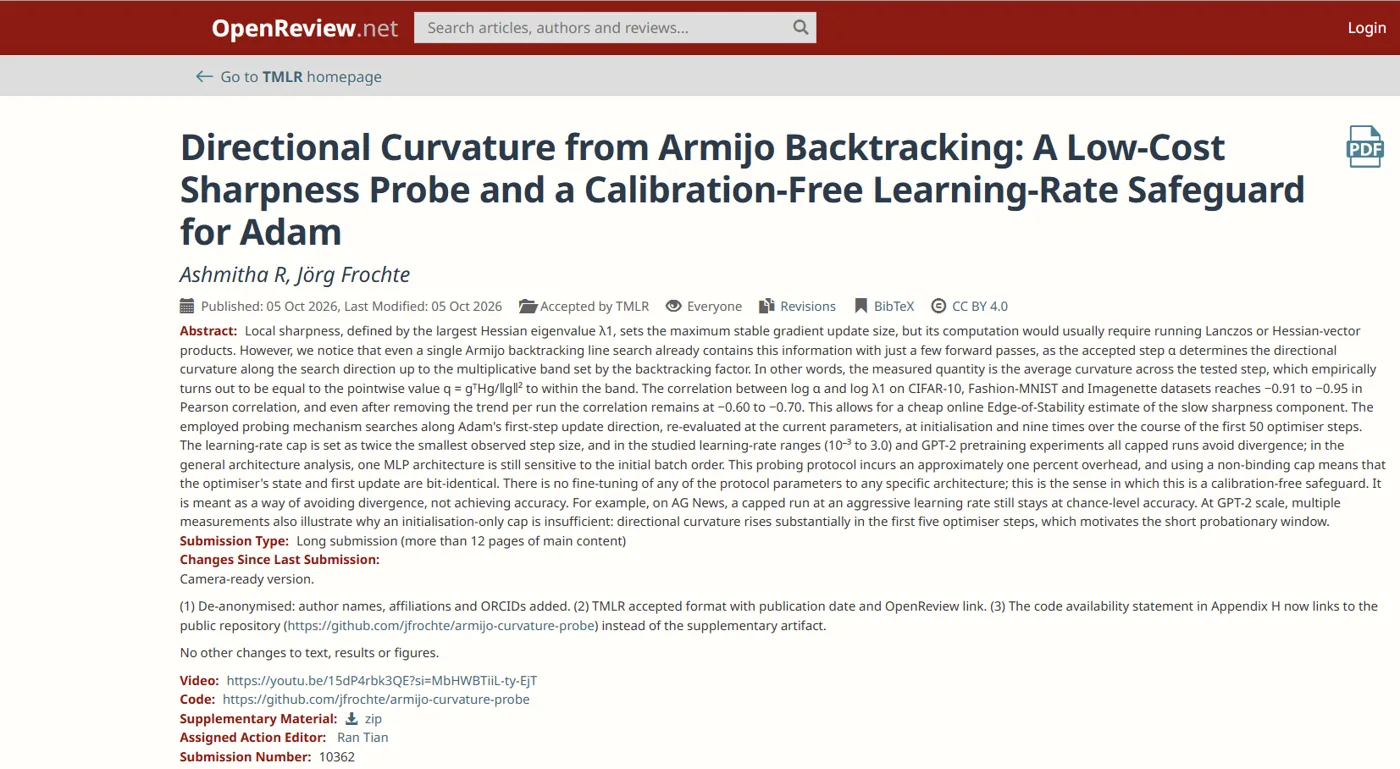 OpenReview.net Search articles, authors and reviews... Login
← Go to TMLR homepage
Directional Curvature from Armijo Backtracking: A Low-Cost
Sharpness Probe and a Calibration-Free Learning-Rate Safeguard
for Adam
PDF
Ashmitha R, Jörg Frochte
Published: 05 Oct 2026, Last Modified: 05 Oct 2026 Accepted by TMLR Everyone Revisions BibTeX CC BY 4.0
Abstract: Local sharpness, defined by the largest Hessian eigenvalue λ1, sets the maximum stable gradient update size, but its computation would usually require running Lanczos or Hessian-vector
products. However, we notice that even a single Armijo backtracking line search already contains this information with just a few forward passes, as the accepted step α determines the directional
curvature along the search direction up to the multiplicative band set by the backtracking factor. In other words, the measured quantity is the average curvature across the tested step, which empirically
turns out to be equal to the pointwise value q = gᵀHg/‖g‖² to within the band. The correlation between log α and log λ1 on CIFAR-10, Fashion-MNIST and Imagenette datasets reaches −0.91 to −0.95 in
Pearson correlation, and even after removing the trend per run the correlation remains at −0.60 to −0.70. This allows for a cheap online Edge-of-Stability estimate of the slow sharpness component. The
employed probing mechanism searches along Adam's first-step update direction, re-evaluated at the current parameters, at initialisation and nine times over the course of the first 50 optimiser steps.
The learning-rate cap is set as twice the smallest observed step size, and in the studied learning-rate ranges (10⁻³ to 3.0) and GPT-2 pretraining experiments all capped runs avoid divergence; in the
general architecture analysis, one MLP architecture is still sensitive to the initial batch order. This probing protocol incurs an approximately one percent overhead, and using a non-binding cap means that
the optimiser's state and first update are bit-identical. There is no fine-tuning of any of the protocol parameters to any specific architecture; this is the sense in which this is a calibration-free safeguard. It
is meant as a way of avoiding divergence, not achieving accuracy. For example, on AG News, a capped run at an aggressive learning rate still stays at chance-level accuracy. At GPT-2 scale, multiple
measurements also illustrate why an initialisation-only cap is insufficient: directional curvature rises substantially in the first five optimiser steps, which motivates the short probationary window.
Submission Type: Long submission (more than 12 pages of main content)
Changes Since Last Submission:
Camera-ready version.
(1) De-anonymised: author names, affiliations and ORCIDs added. (2) TMLR accepted format with publication date and OpenReview link. (3) The code availability statement in Appendix H now links to the
public repository (https://github.com/jfrochte/armijo-curvature-probe) instead of the supplementary artifact.
No other changes to text, results or figures.
Video: https://youtu.be/15dP4rbk3QE?si=MbHWBTiiL-ty-EjT
Code: https://github.com/jfrochte/armijo-curvature-probe
Supplementary Material: zip
Assigned Action Editor: Ran Tian
Submission Number: 10362